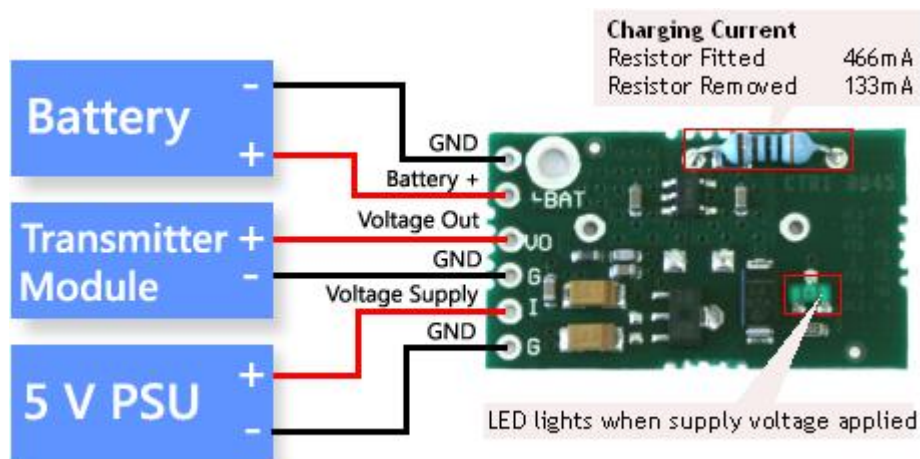 Charging Current
Resistor Fitted 466mA
Resistor Removed 133mA
Battery
-
+
GND
Battery +
Voltage Out
GND
Voltage Supply
GND
Transmitter
Module
+
-
5 V PSU
+
-
BAT
VO
G
I
G
LED lights when supply voltage applied